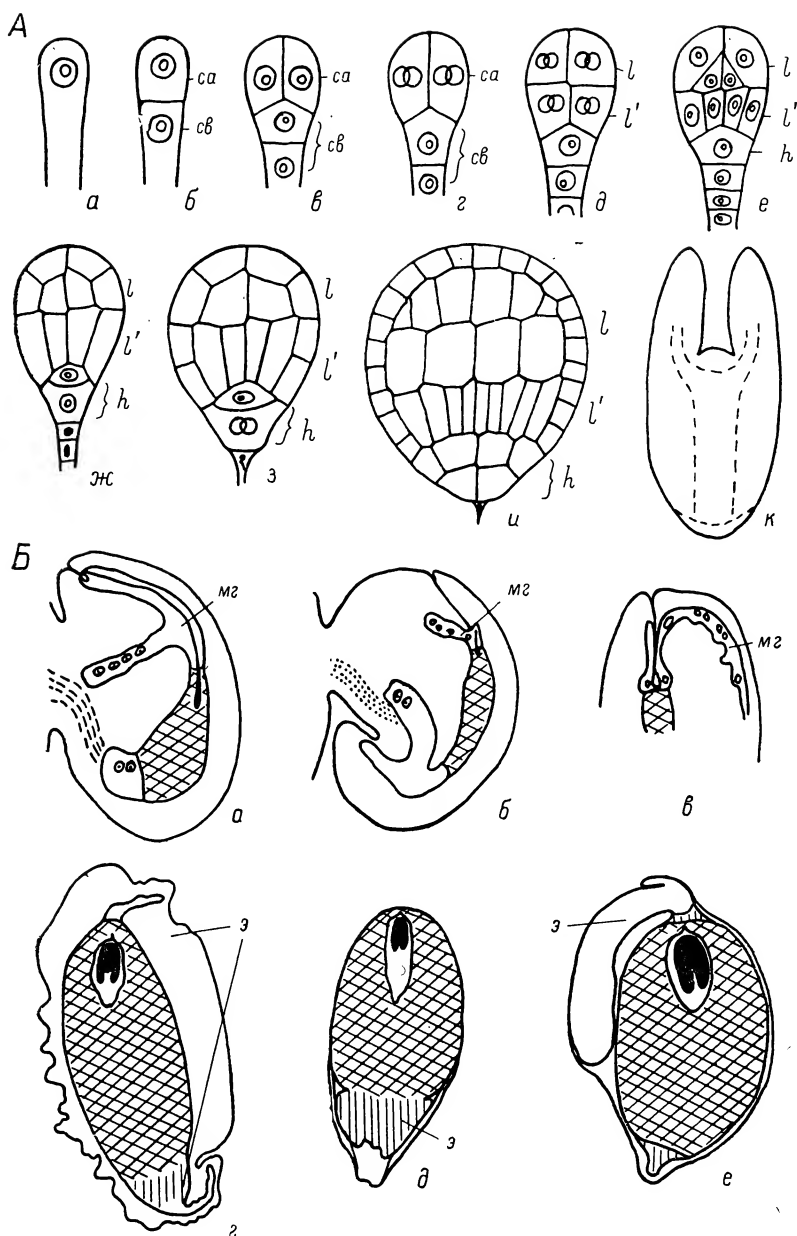 А
а
б са св
в са св
г са св
д l l'
е l l' h
ж l l' h
з l l' h
и l l' h
к
Б
а мг
б мг
в мг
г э
д э
е э